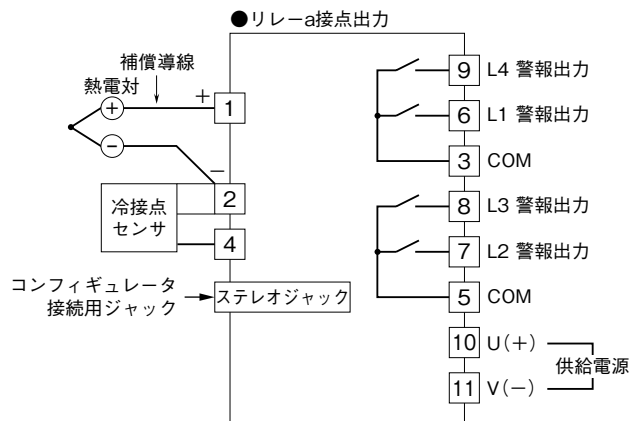 ●リレーa接点出力
補償導線
熱電対
+
+
1
-
-
2
冷接点
センサ
4
コンフィギュレータ
接続用ジャック
ステレオジャック
9 L4 警報出力
6 L1 警報出力
3 COM
8 L3 警報出力
7 L2 警報出力
5 COM
10 U(+)
供給電源
11 V(-)